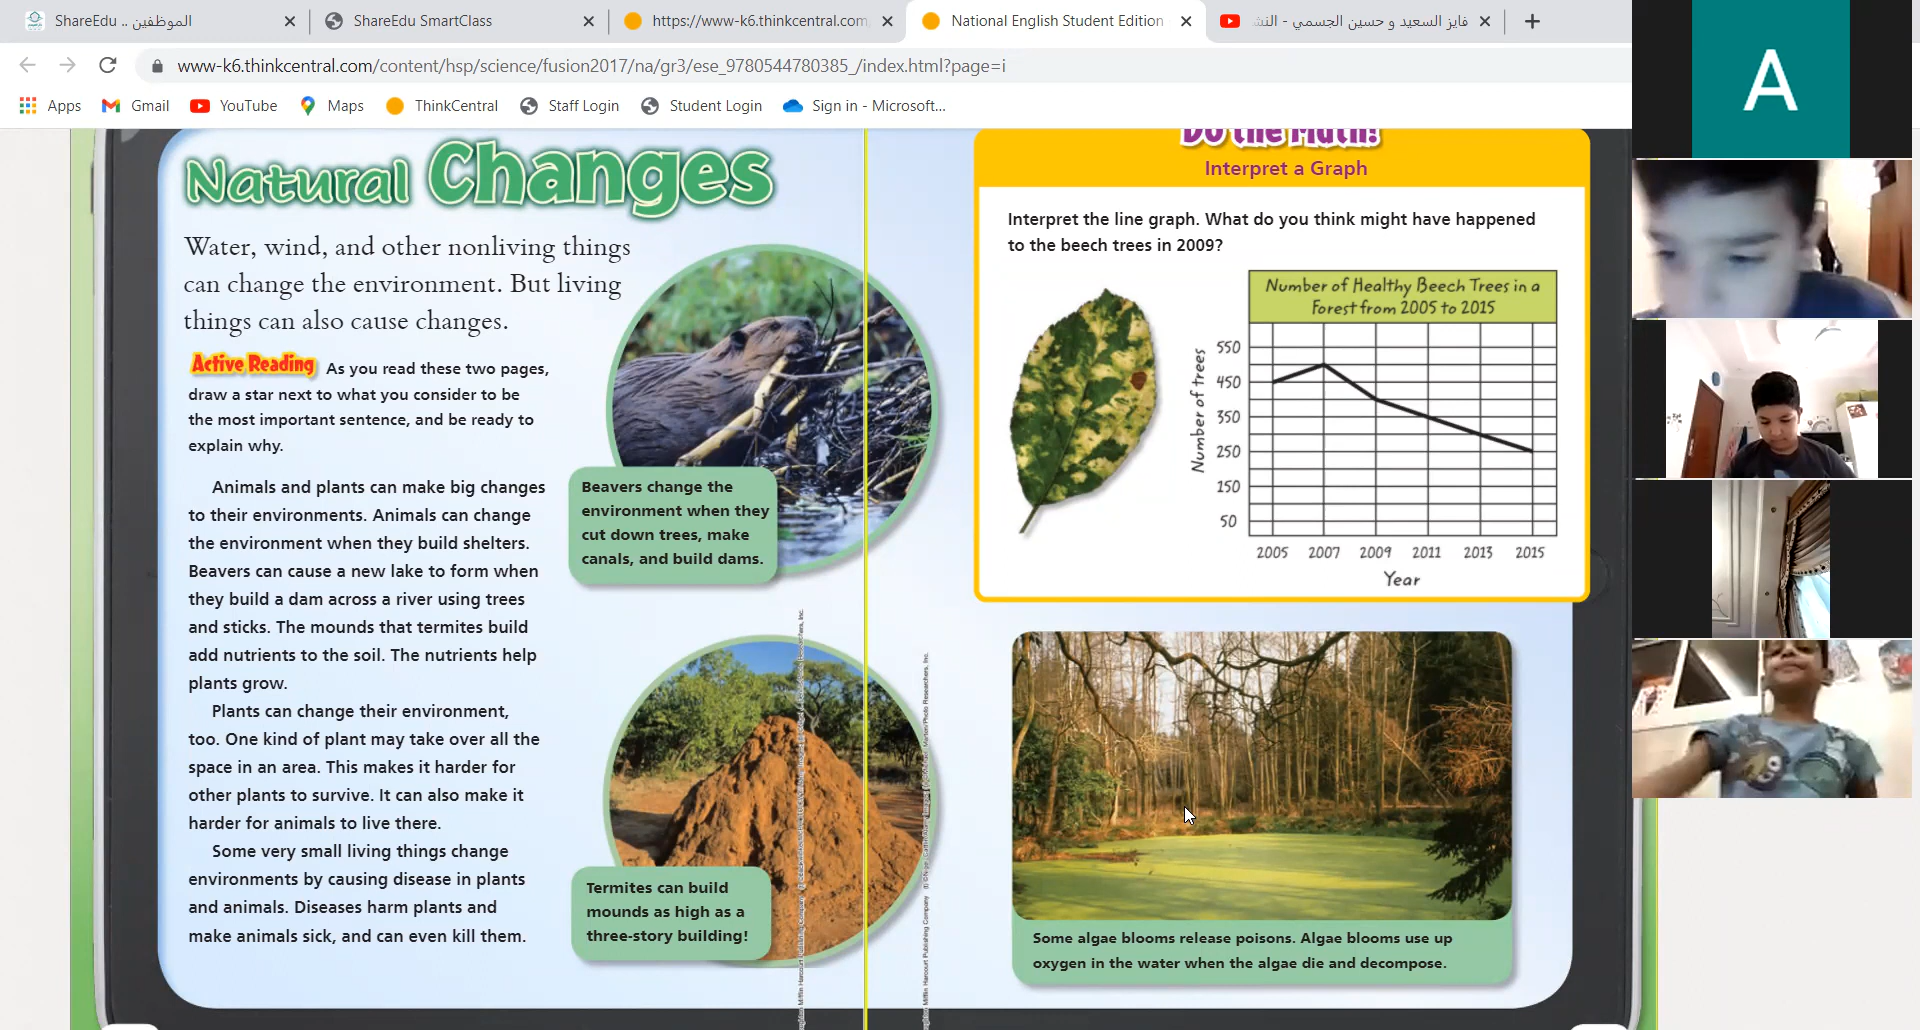 ShareEdu .. الموظفين
ShareEdu SmartClass
https://www-k6.thinkcentral.com
National English Student Edition
فايز السعيد و حسين الجسمي - النش
www-k6.thinkcentral.com/content/hsp/science/fusion2017/na/gr3/ese_9780544780385_/index.html?page=i
Apps
Gmail
YouTube
Maps
ThinkCentral
Staff Login
Student Login
Sign in - Microsoft...
Natural Changes
Water, wind, and other nonliving things
can change the environment. But living
things can also cause changes.
Active Reading As you read these two pages,
draw a star next to what you consider to be
the most important sentence, and be ready to
explain why.
Animals and plants can make big changes
to their environments. Animals can change
the environment when they build shelters.
Beavers can cause a new lake to form when
they build a dam across a river using trees
and sticks. The mounds that termites build
add nutrients to the soil. The nutrients help
plants grow.
Plants can change their environment,
too. One kind of plant may take over all the
space in an area. This makes it harder for
other plants to survive. It can also make it
harder for animals to live there.
Some very small living things change
environments by causing disease in plants
and animals. Diseases harm plants and
make animals sick, and can even kill them.
Beavers change the
environment when they
cut down trees, make
canals, and build dams.
Termites can build
mounds as high as a
three-story building!
Do the Math!
Interpret a Graph
Interpret the line graph. What do you think might have happened
to the beech trees in 2009?
Number of Healthy Beech Trees in a
Forest from 2005 to 2015
Number of trees
550
450
350
250
150
50
2005 2007 2009 2011 2013 2015
Year
Some algae blooms release poisons. Algae blooms use up
oxygen in the water when the algae die and decompose.
A